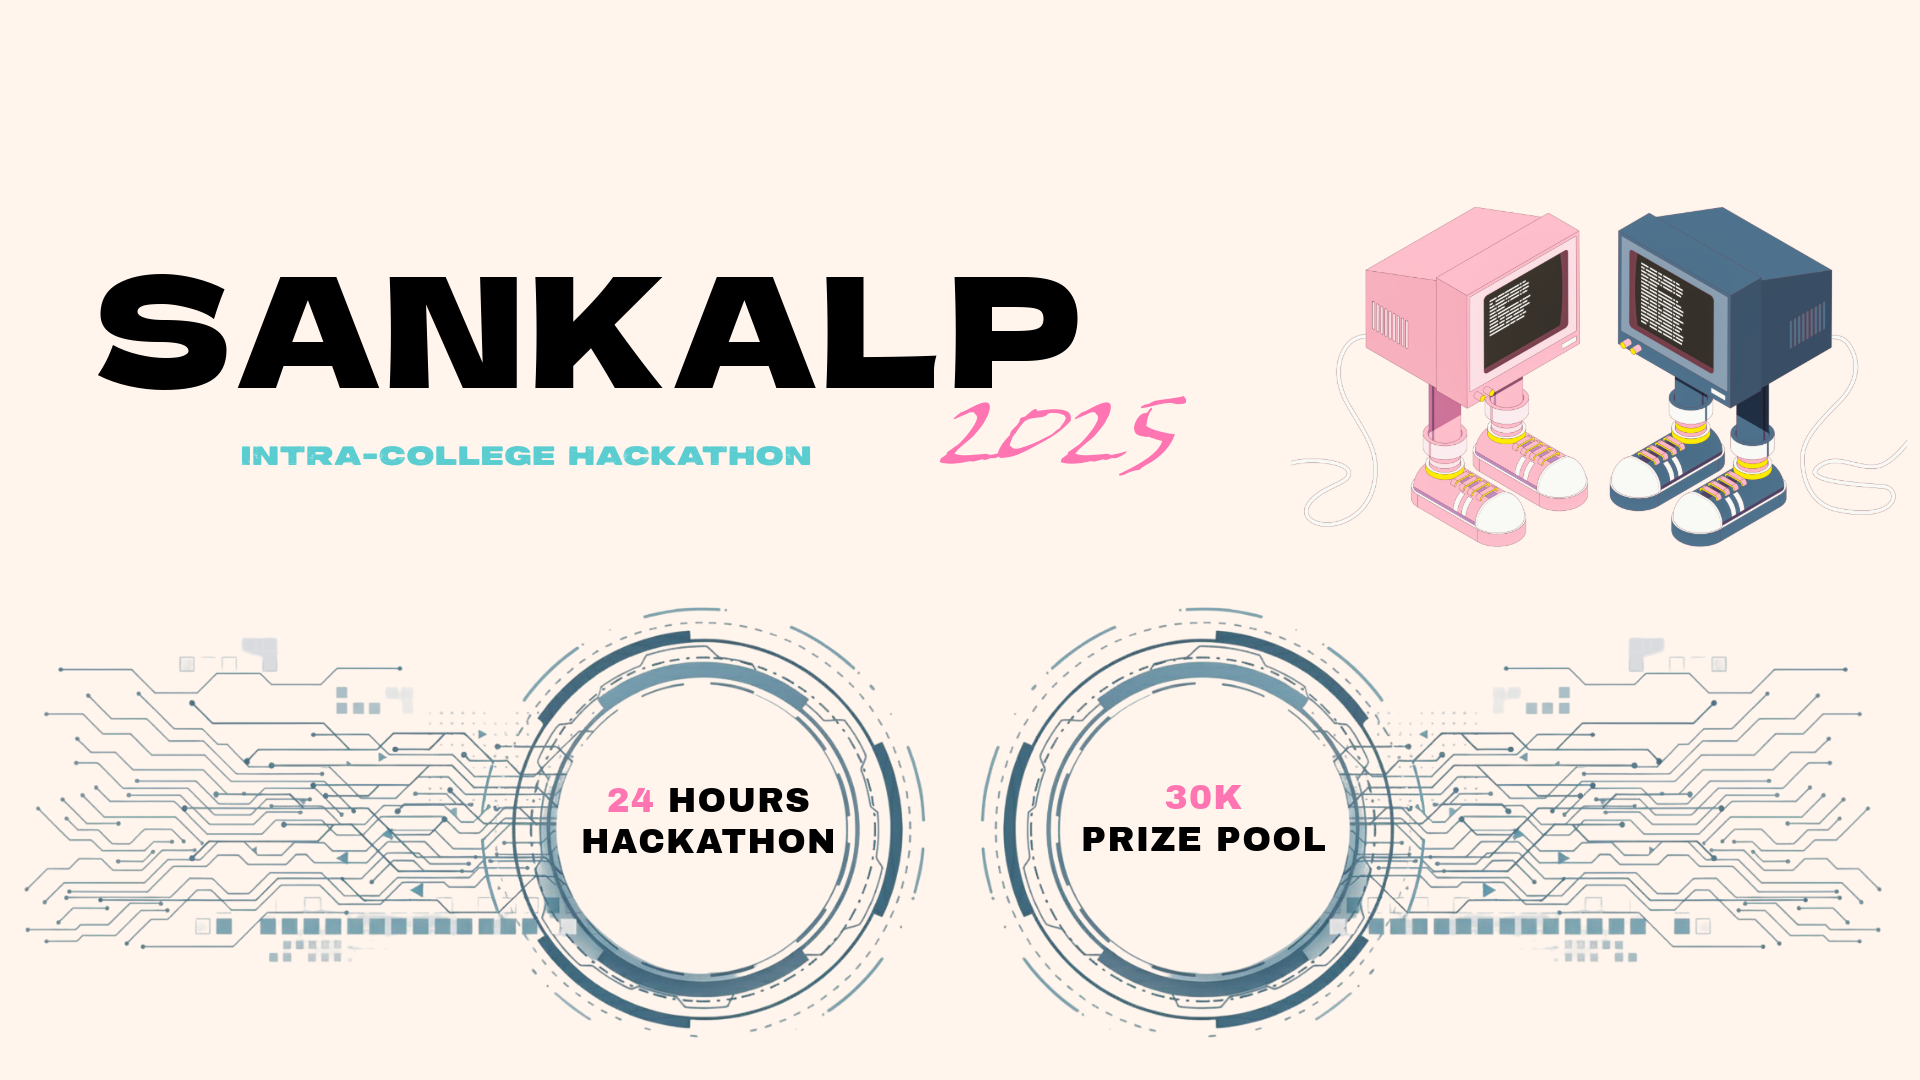 SANKALP
2025
INTRA-COLLEGE HACKATHON
24 HOURS
HACKATHON
30K
PRIZE POOL